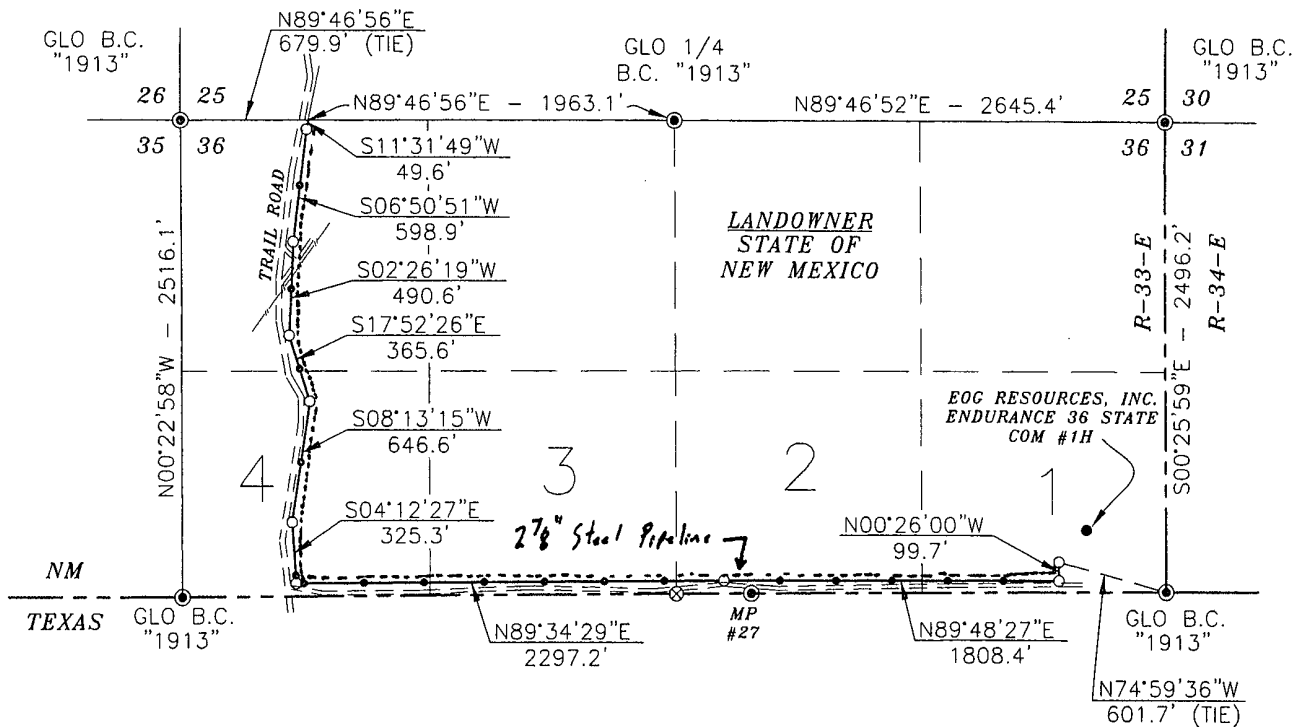 N89°46'56"E
679.9' (TIE)
GLO B.C.
"1913"
GLO 1/4
B.C. "1913"
GLO B.C.
"1913"
26 25
N89°46'56"E - 1963.1'
N89°46'52"E - 2645.4'
25 30
35 36
36 31
S11°31'49"W
49.6'
S06°50'51"W
598.9'
TRAIL ROAD
LANDOWNER
STATE OF
NEW MEXICO
S02°26'19"W
490.6'
R-33-E
R-34-E
N00°22'58"W - 2516.1'
S00°25'59"E - 2496.2'
S17°52'26"E
365.6'
EOG RESOURCES, INC.
ENDURANCE 36 STATE
COM #1H
S08°13'15"W
646.6'
4
3
2
1
S04°12'27"E
325.3'
2 7/8" Steel Pipeline
N00°26'00"W
99.7'
NM
TEXAS
GLO B.C.
"1913"
N89°34'29"E
2297.2'
MP
#27
N89°48'27"E
1808.4'
GLO B.C.
"1913"
N74°59'36"W
601.7' (TIE)